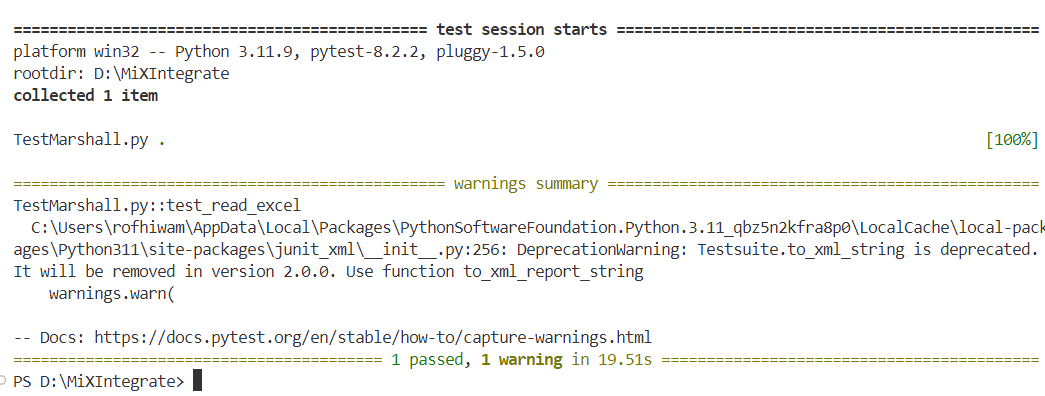 ============================================== test session starts ===============================================
platform win32 -- Python 3.11.9, pytest-8.2.2, pluggy-1.5.0
rootdir: D:\MiXIntegrate
collected 1 item
TestMarshall.py . [100%]
================================================ warnings summary ================================================
TestMarshall.py::test_read_excel
C:\Users\rofhiwam\AppData\Local\Packages\PythonSoftwareFoundation.Python.3.11_qbz5n2kfra8p0\LocalCache\local-pack
ages\Python311\site-packages\junit_xml\__init__.py:256: DeprecationWarning: Testsuite.to_xml_string is deprecated.
It will be removed in version 2.0.0. Use function to_xml_report_string
warnings.warn(
-- Docs: https://docs.pytest.org/en/stable/how-to/capture-warnings.html
========================================= 1 passed, 1 warning in 19.51s ==========================================
PS D:\MiXIntegrate>